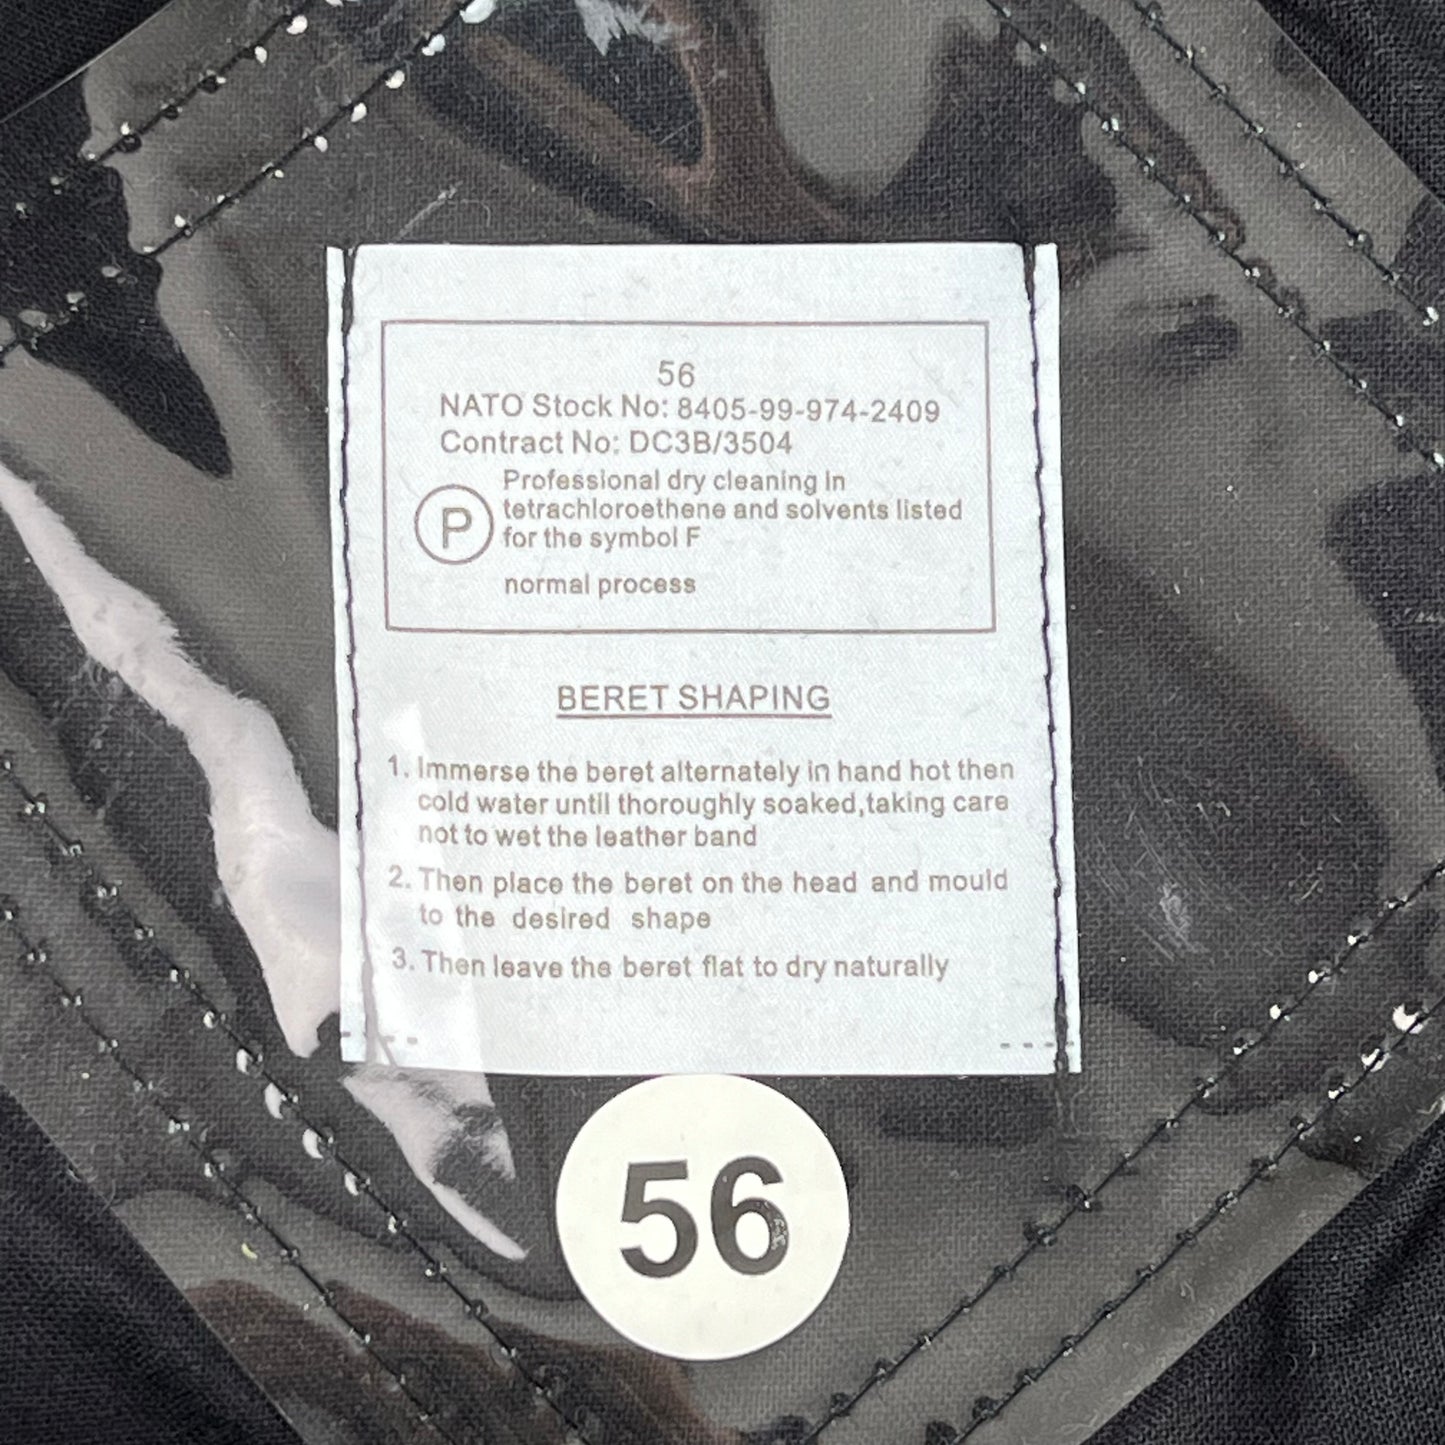 56
NATO Stock No: 8405-99-974-2409
Contract No: DC3B/3504
Professional dry cleaning in
P tetrachloroethene and solvents listed
for the symbol F
normal process
BERET SHAPING
1. Immerse the beret alternately in hand hot then
cold water until thoroughly soaked,taking care
not to wet the leather band
2. Then place the beret on the head and mould
to the desired shape
3. Then leave the beret flat to dry naturally
56